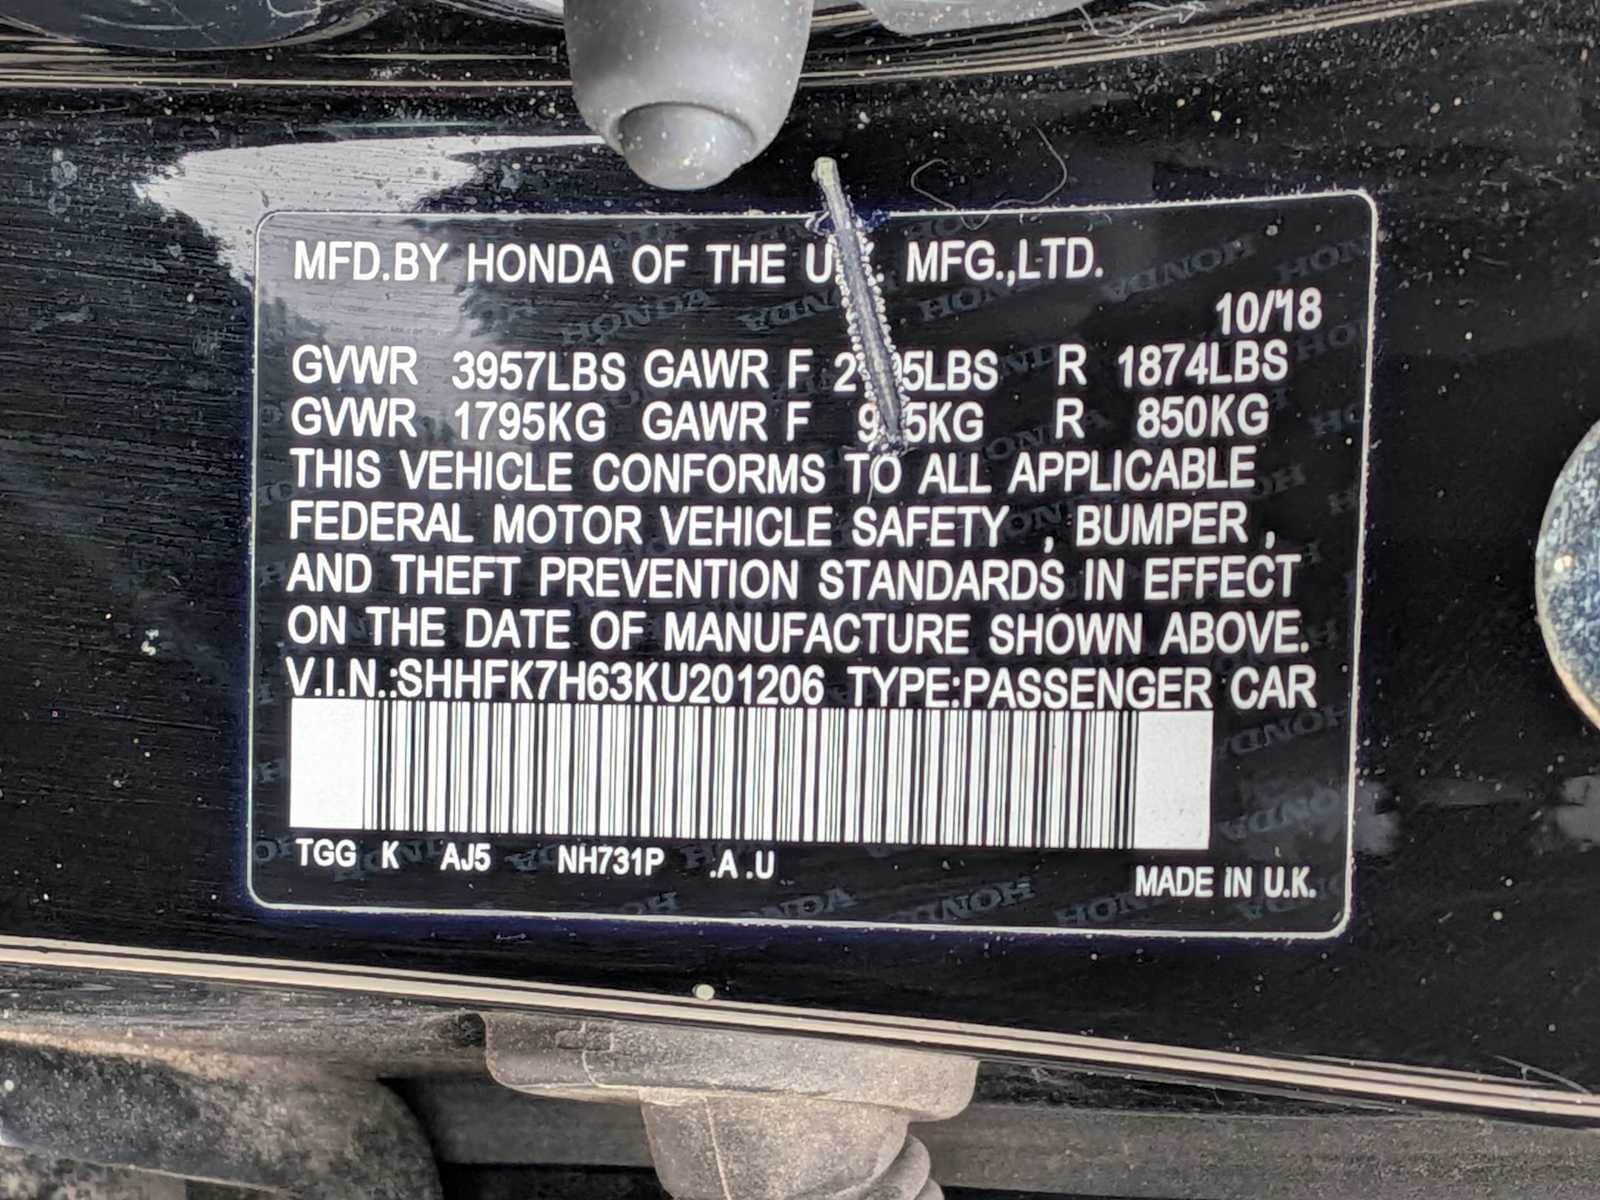 MFD.BY HONDA OF THE MFG.,LTD.
10/18
GVWR 3957LBS GAWR F R 1874LBS
GVWR 1795KG GAWR F R 850KG
THIS VEHICLE CONFORMS TO ALL APPLICABLE
FEDERAL MOTOR VEHICLE SAFETY , BUMPER ,
AND THEFT PREVENTION STANDARDS IN EFFECT
ON THE DATE OF MANUFACTURE SHOWN ABOVE.
V.I.N.:SHHFK7H63KU201206 TYPE:PASSENGER CAR
TGG K AJ5 NH731P .A .U
MADE IN U.K.